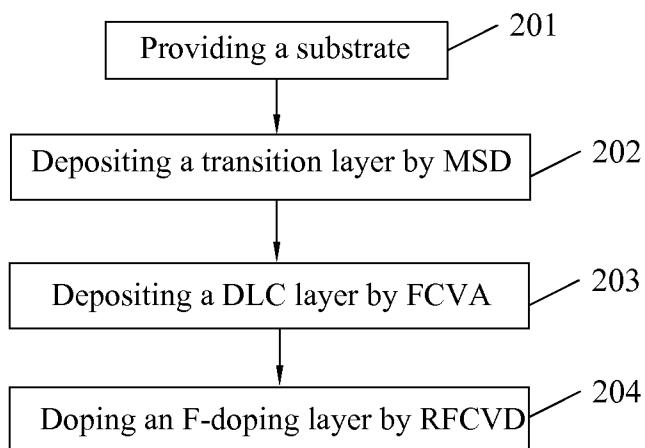 Providing a substrate
201
Depositing a transition layer by MSD
202
Depositing a DLC layer by FCVA
203
Doping an F-doping layer by RFCVD
204